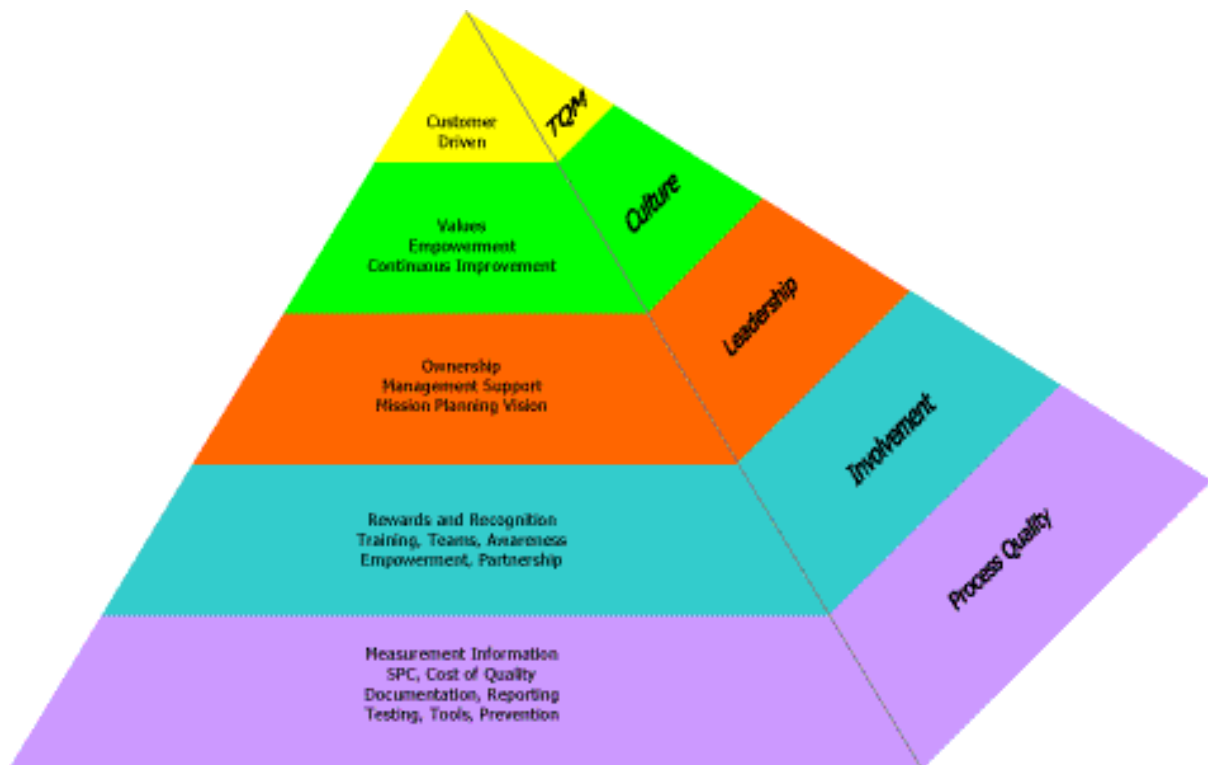 Customer
Driven
TQM
Values
Empowerment
Continuous Improvement
Culture
Ownership
Management Support
Mission Planning Vision
Leadership
Rewards and Recognition
Training, Teams, Awareness
Empowerment, Partnership
Involvement
Measurement Information
SPC, Cost of Quality
Documentation, Reporting
Testing, Tools, Prevention
Process Quality